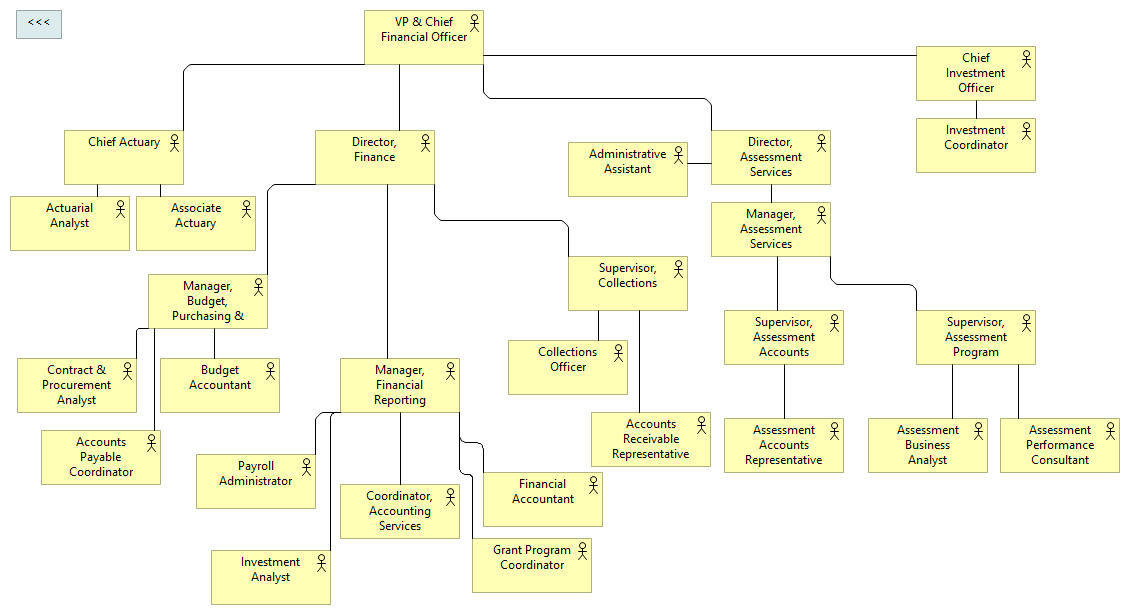 <<<
VP & Chief
Financial Officer
Chief
Investment
Officer
Investment
Coordinator
Chief Actuary
Director,
Finance
Administrative
Assistant
Director,
Assessment
Services
Actuarial
Analyst
Associate
Actuary
Manager,
Assessment
Services
Manager,
Budget,
Purchasing &
Supervisor,
Collections
Supervisor,
Assessment
Accounts
Supervisor,
Assessment
Program
Contract &
Procurement
Analyst
Budget
Accountant
Manager,
Financial
Reporting
Collections
Officer
Accounts
Payable
Coordinator
Accounts
Receivable
Representative
Assessment
Accounts
Representative
Assessment
Business
Analyst
Assessment
Performance
Consultant
Payroll
Administrator
Coordinator,
Accounting
Services
Financial
Accountant
Investment
Analyst
Grant Program
Coordinator